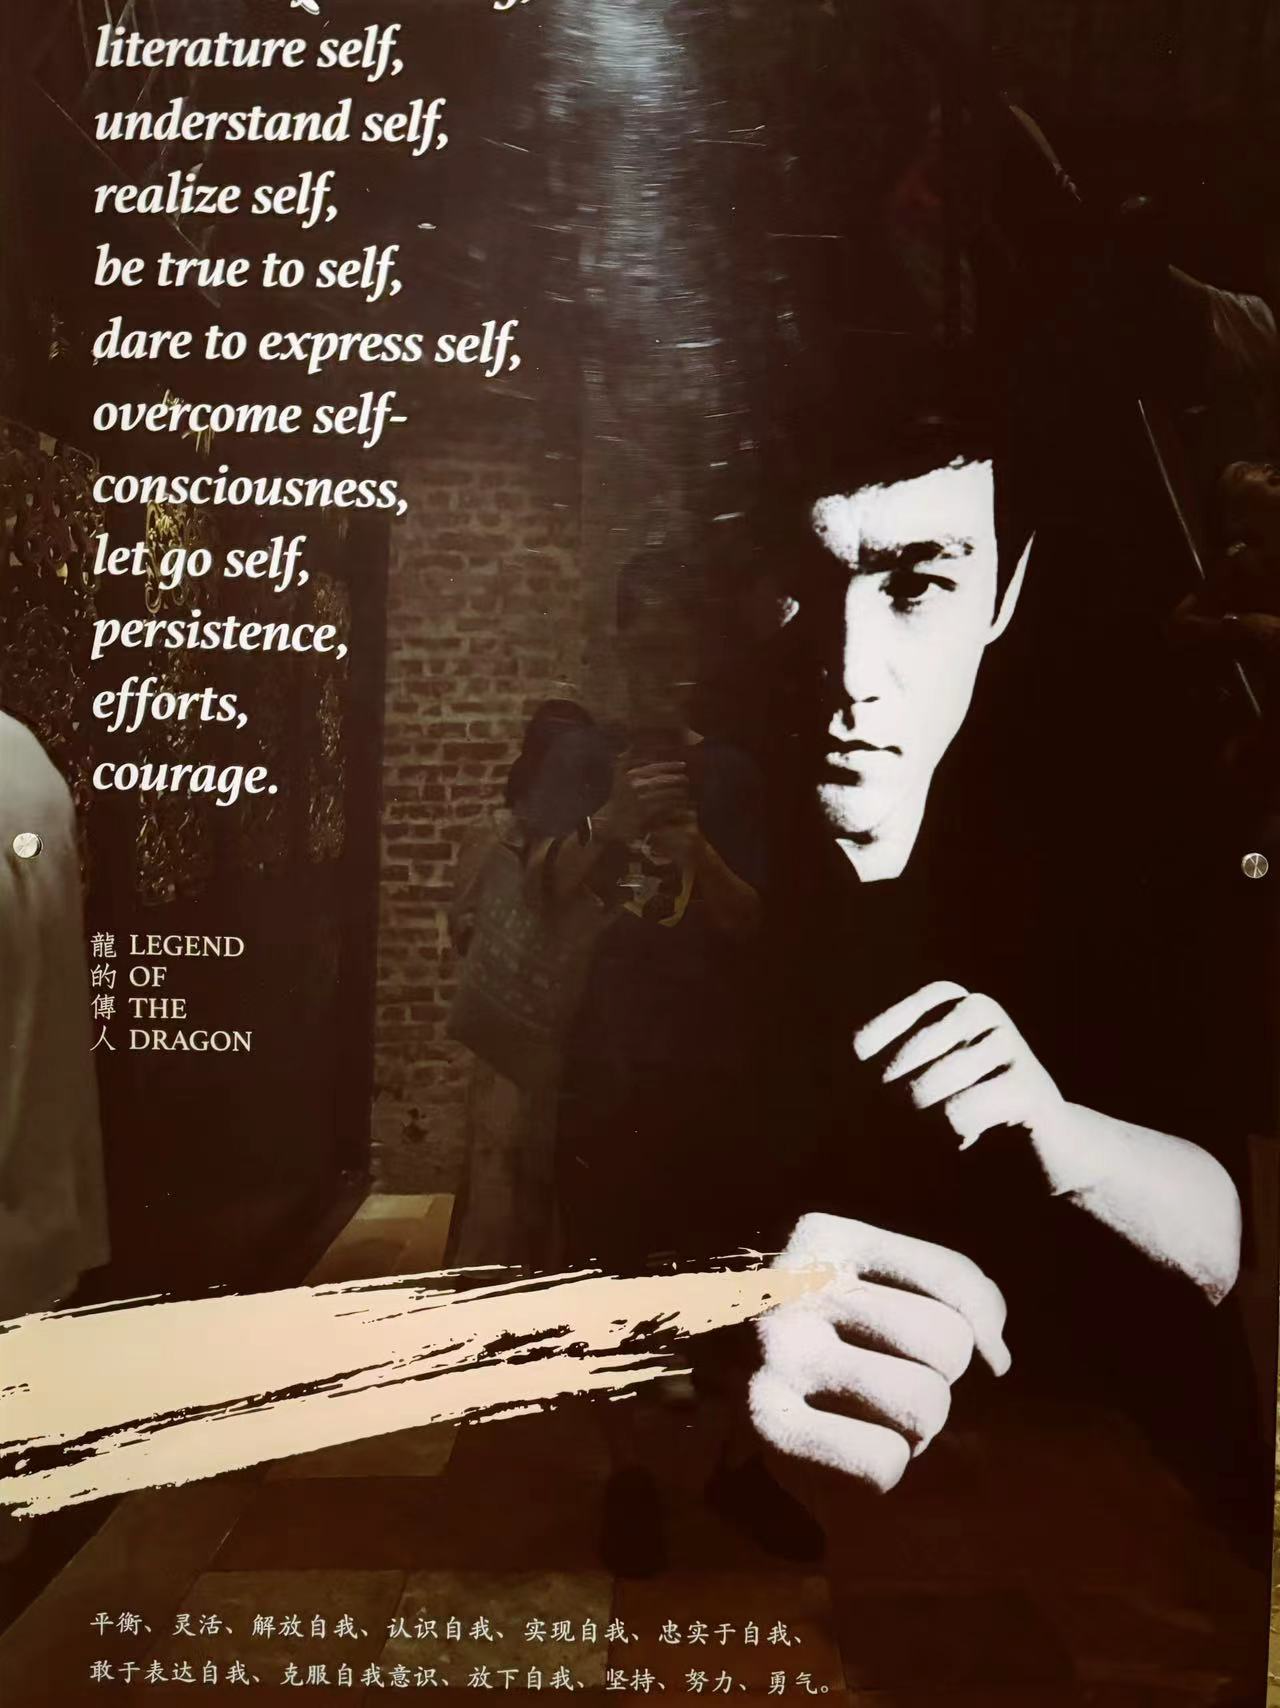 literature self,
understand self,
realize self,
be true to self,
dare to express self,
overcome self-
consciousness,
let go self,
persistence,
efforts,
courage.
龍 LEGEND
的 OF
傳 THE
人 DRAGON
平衡、灵活、解放自我、认识自我、实现自我、忠实于自我、
敢于表达自我、克服自我意识、放下自我、坚持、努力、勇气。